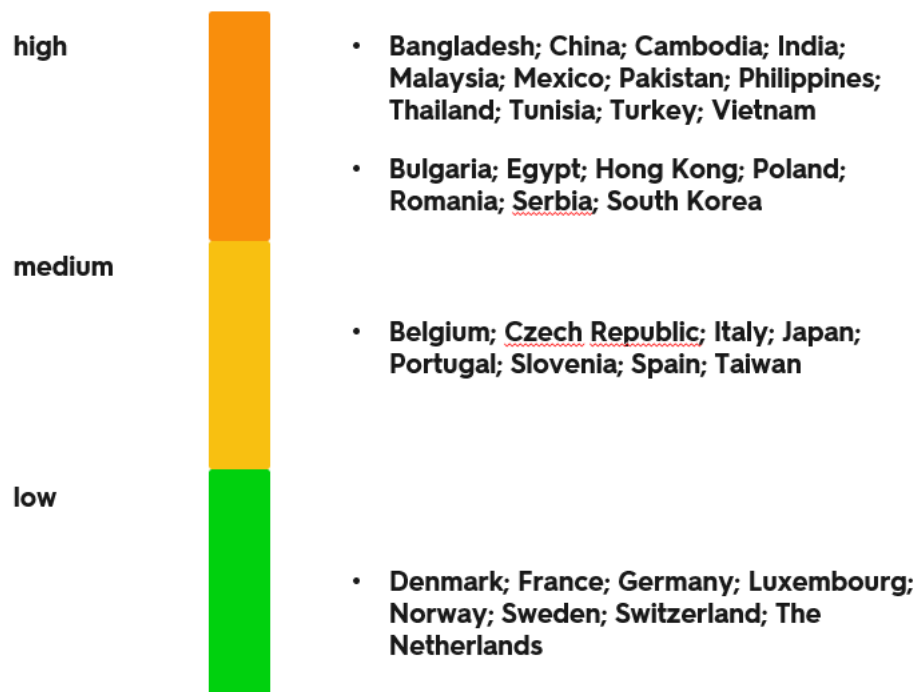 high
• Bangladesh; China; Cambodia; India;
Malaysia; Mexico; Pakistan; Philippines;
Thailand; Tunisia; Turkey; Vietnam
• Bulgaria; Egypt; Hong Kong; Poland;
Romania; Serbia; South Korea
medium
• Belgium; Czech Republic; Italy; Japan;
Portugal; Slovenia; Spain; Taiwan
low
• Denmark; France; Germany; Luxembourg;
Norway; Sweden; Switzerland; The
Netherlands